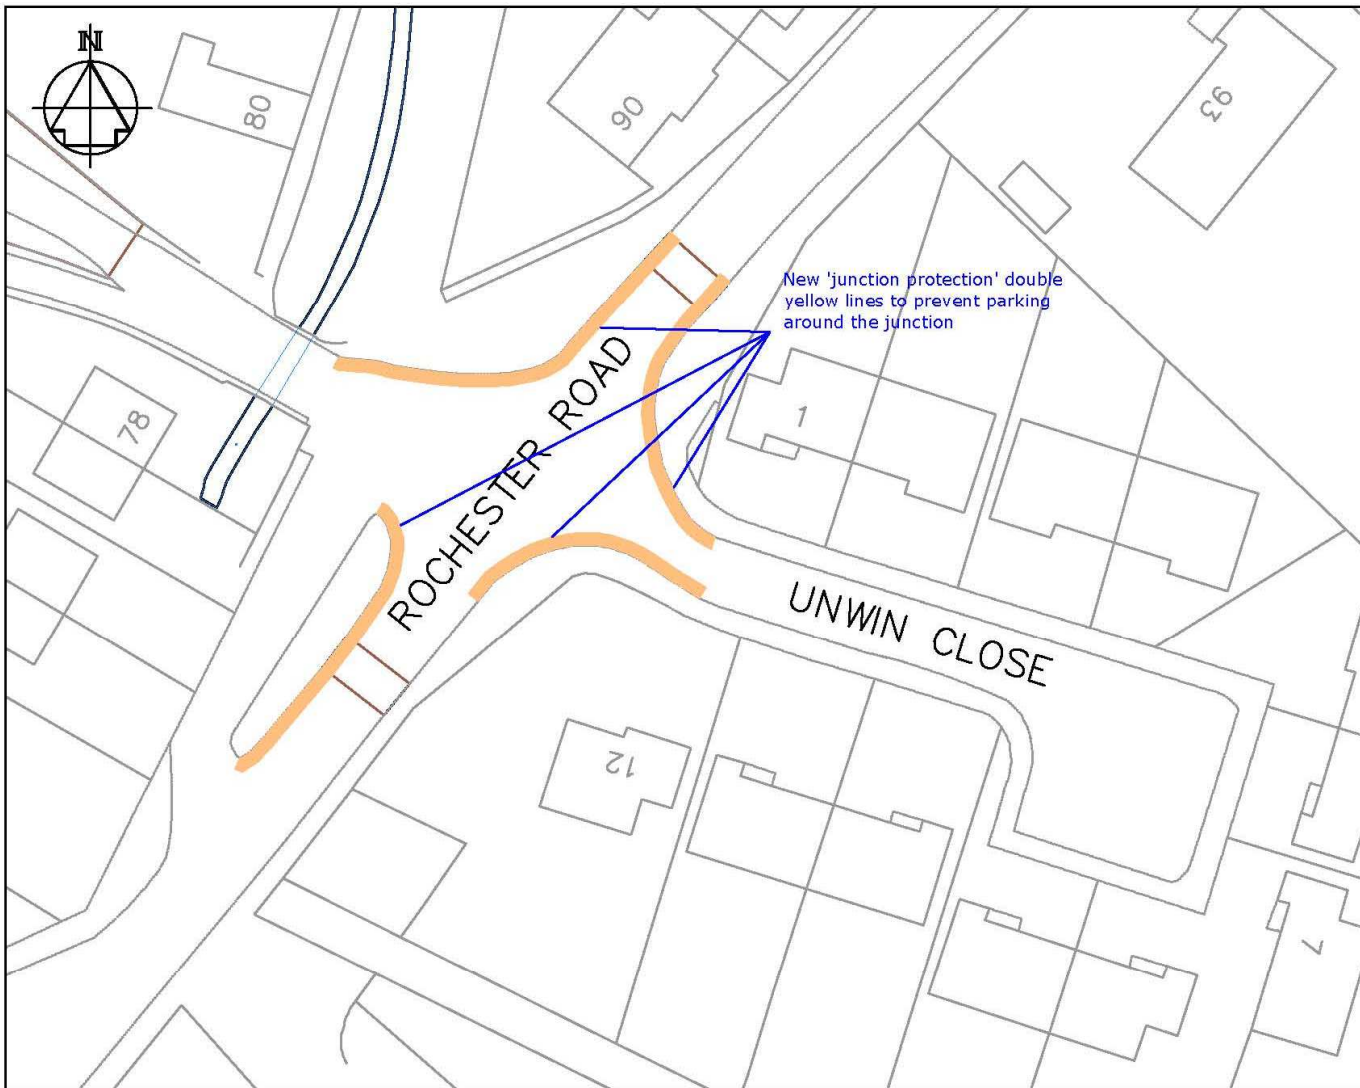 N
80
90
93
New 'junction protection' double
yellow lines to prevent parking
around the junction
78
1
ROCHESTER ROAD
UNWIN CLOSE
12
7